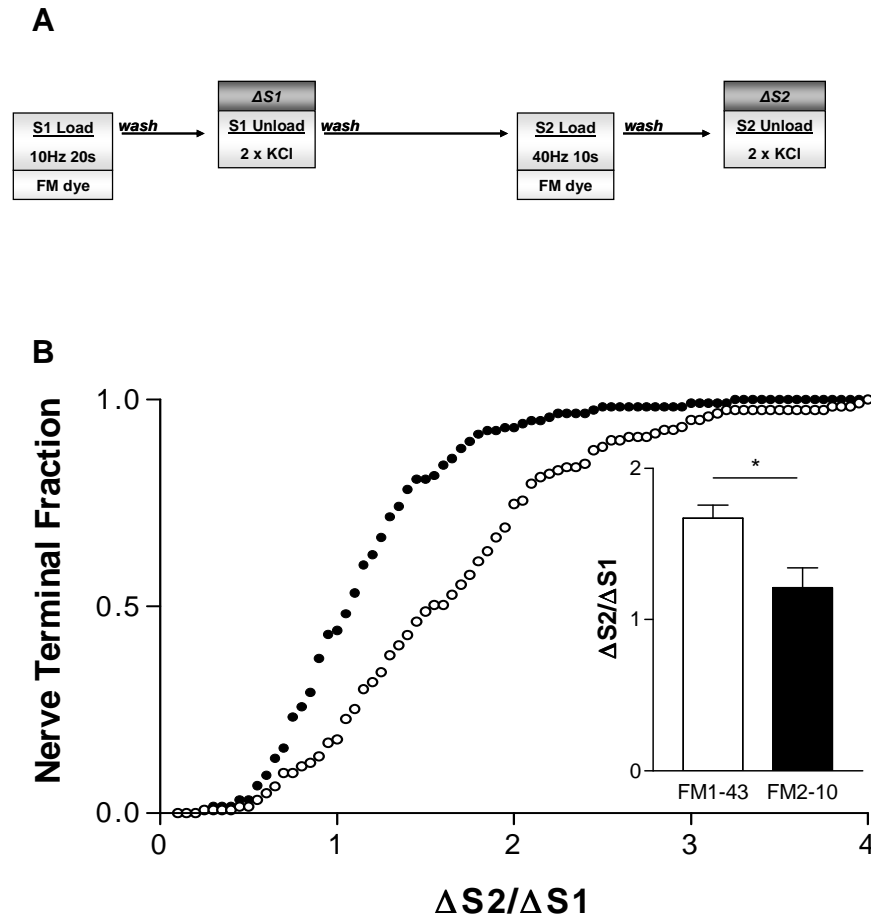 A
S1 Load
10Hz 20s
FM dye
wash
ΔS1
S1 Unload
2 x KCl
wash
S2 Load
40Hz 10s
FM dye
wash
ΔS2
S2 Unload
2 x KCl
B
Nerve Terminal Fraction
1.0
0.5
0.0
0 1 2 3 4
ΔS2/ΔS1
ΔS2/ΔS1
2
1
0
*
FM1-43 FM2-10